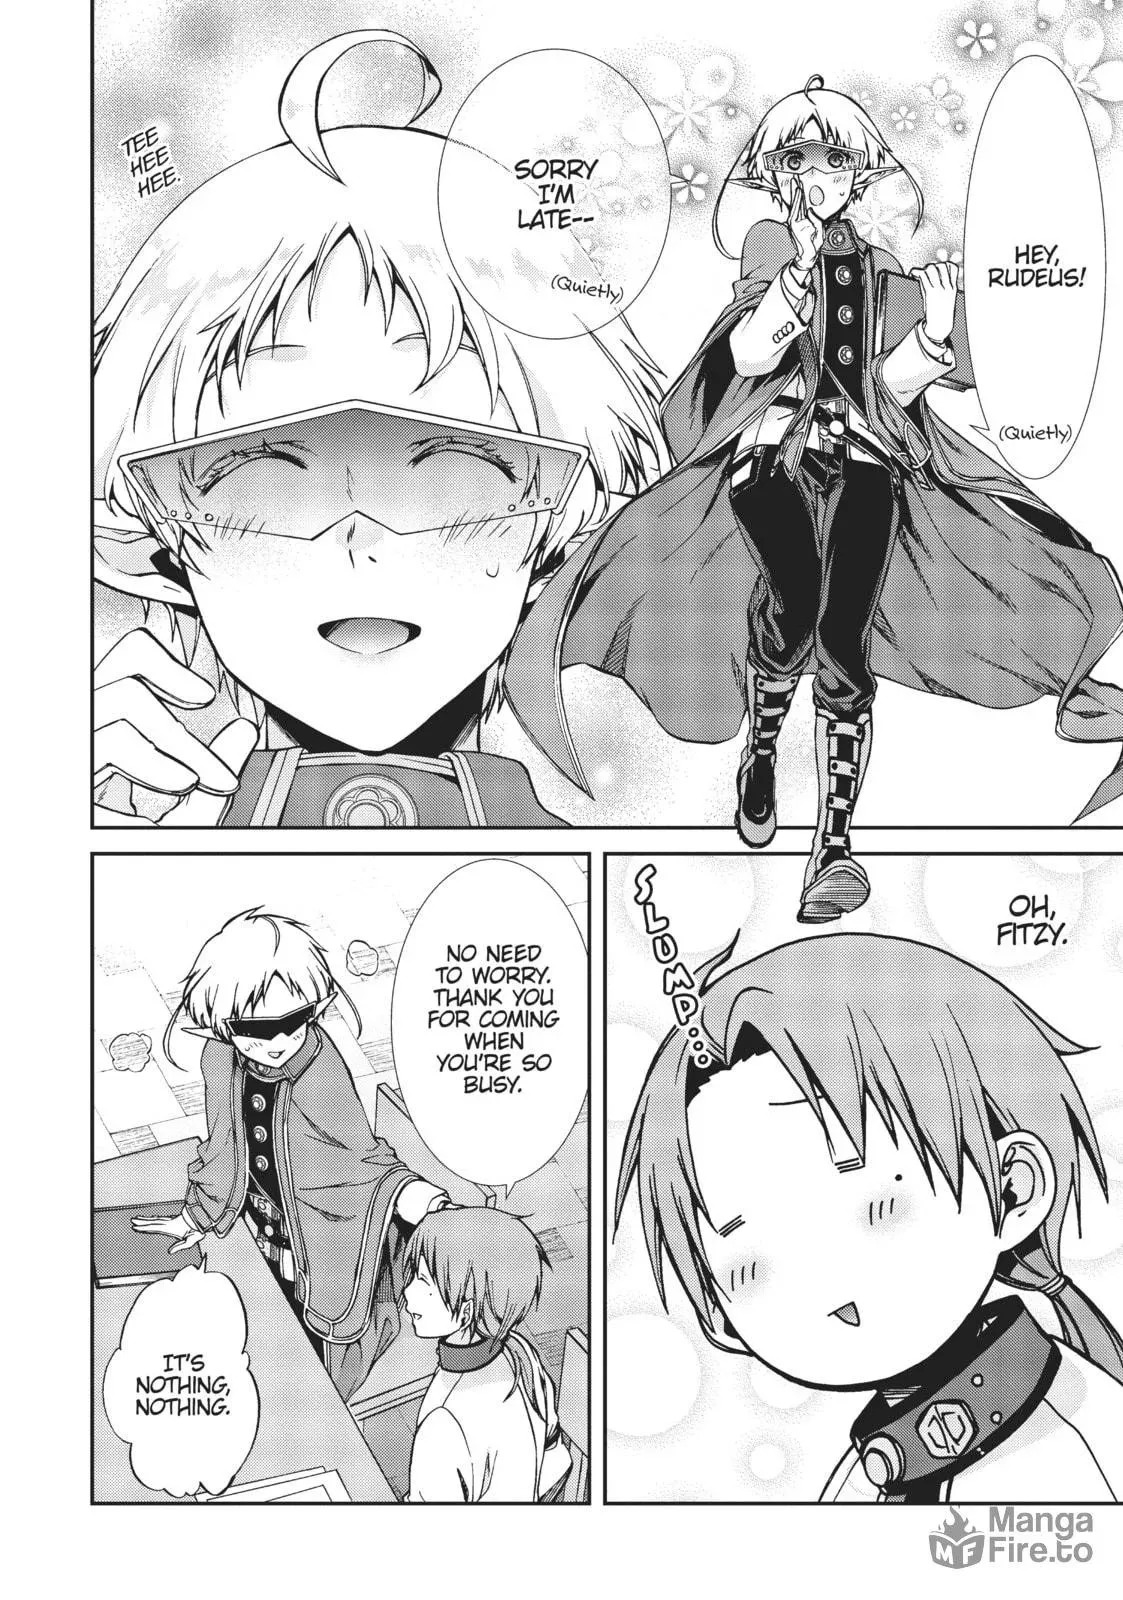 HEY,
RUDEUS!
(Quietly)
SORRY
I'M
LATE--
(Quietly)
TEE
HEE
HEE.
OH,
FITZY.
SLUMP...
NO NEED
TO WORRY.
THANK YOU
FOR COMING
WHEN
YOU'RE SO
BUSY.
IT'S
NOTHING,
NOTHING.
MF
Manga
Fire.to